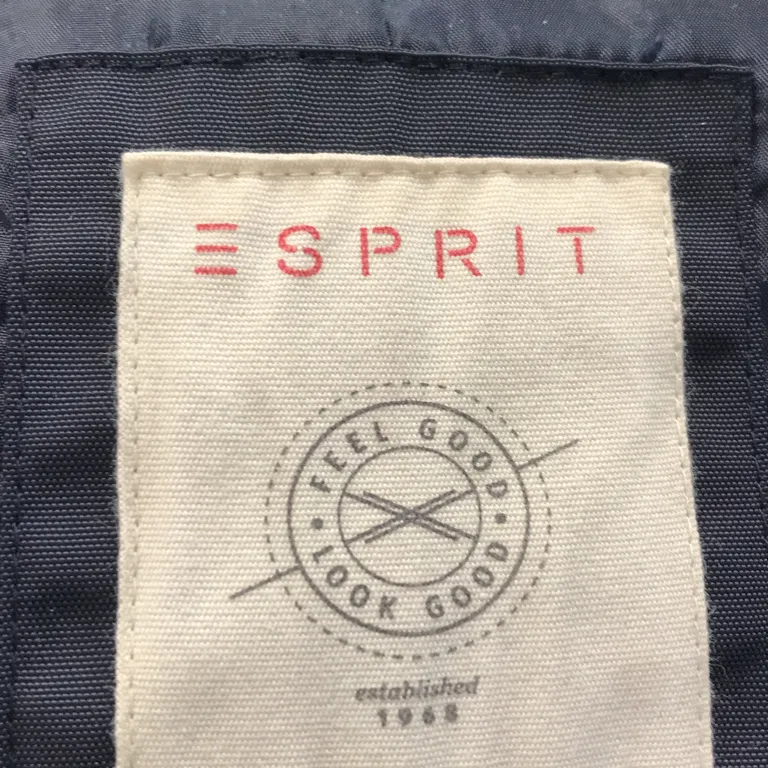 ESPRIT
FEEL GOOD
LOOK GOOD
established
1968